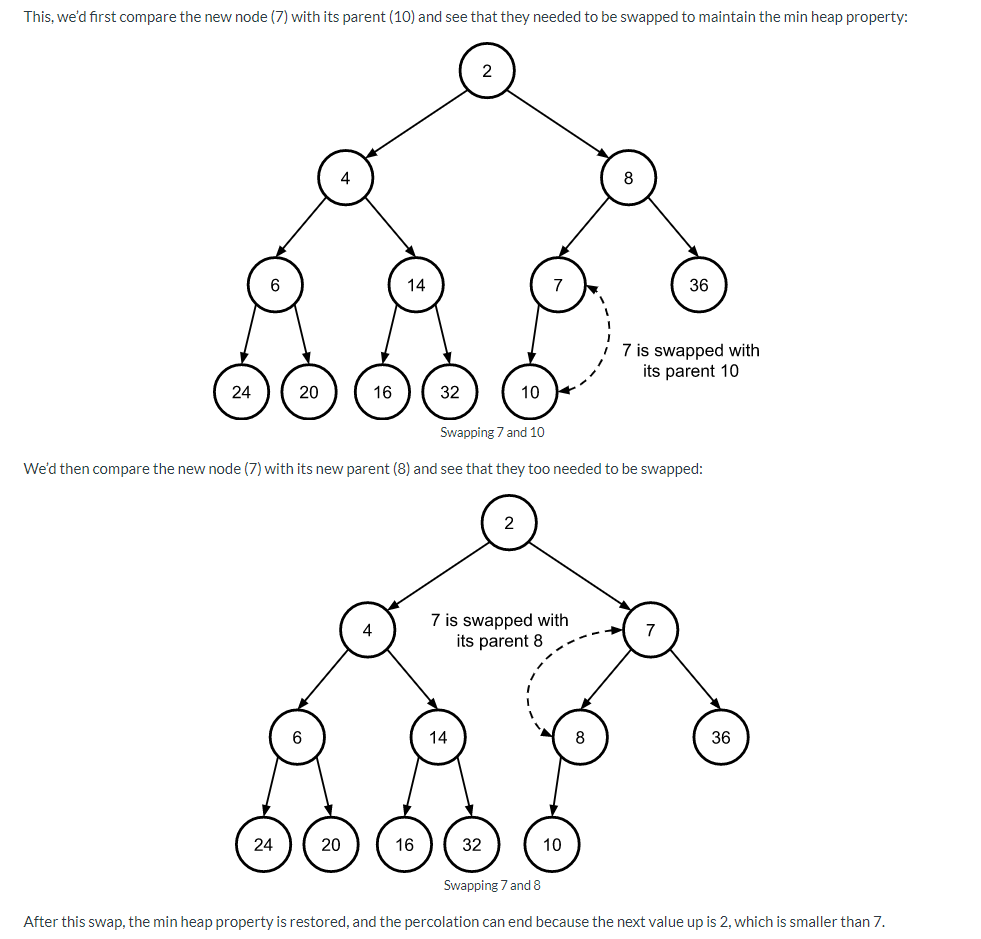 This, we'd first compare the new node (7) with its parent (10) and see that they needed to be swapped to maintain the min heap property:
2
4
8
6
14
7
36
7 is swapped with
its parent 10
24
20
16
32
10
Swapping 7 and 10
We'd then compare the new node (7) with its new parent (8) and see that they too needed to be swapped:
2
7 is swapped with
its parent 8
4
7
6
14
8
36
24
20
16
32
10
Swapping 7 and 8
After this swap, the min heap property is restored, and the percolation can end because the next value up is 2, which is smaller than 7.